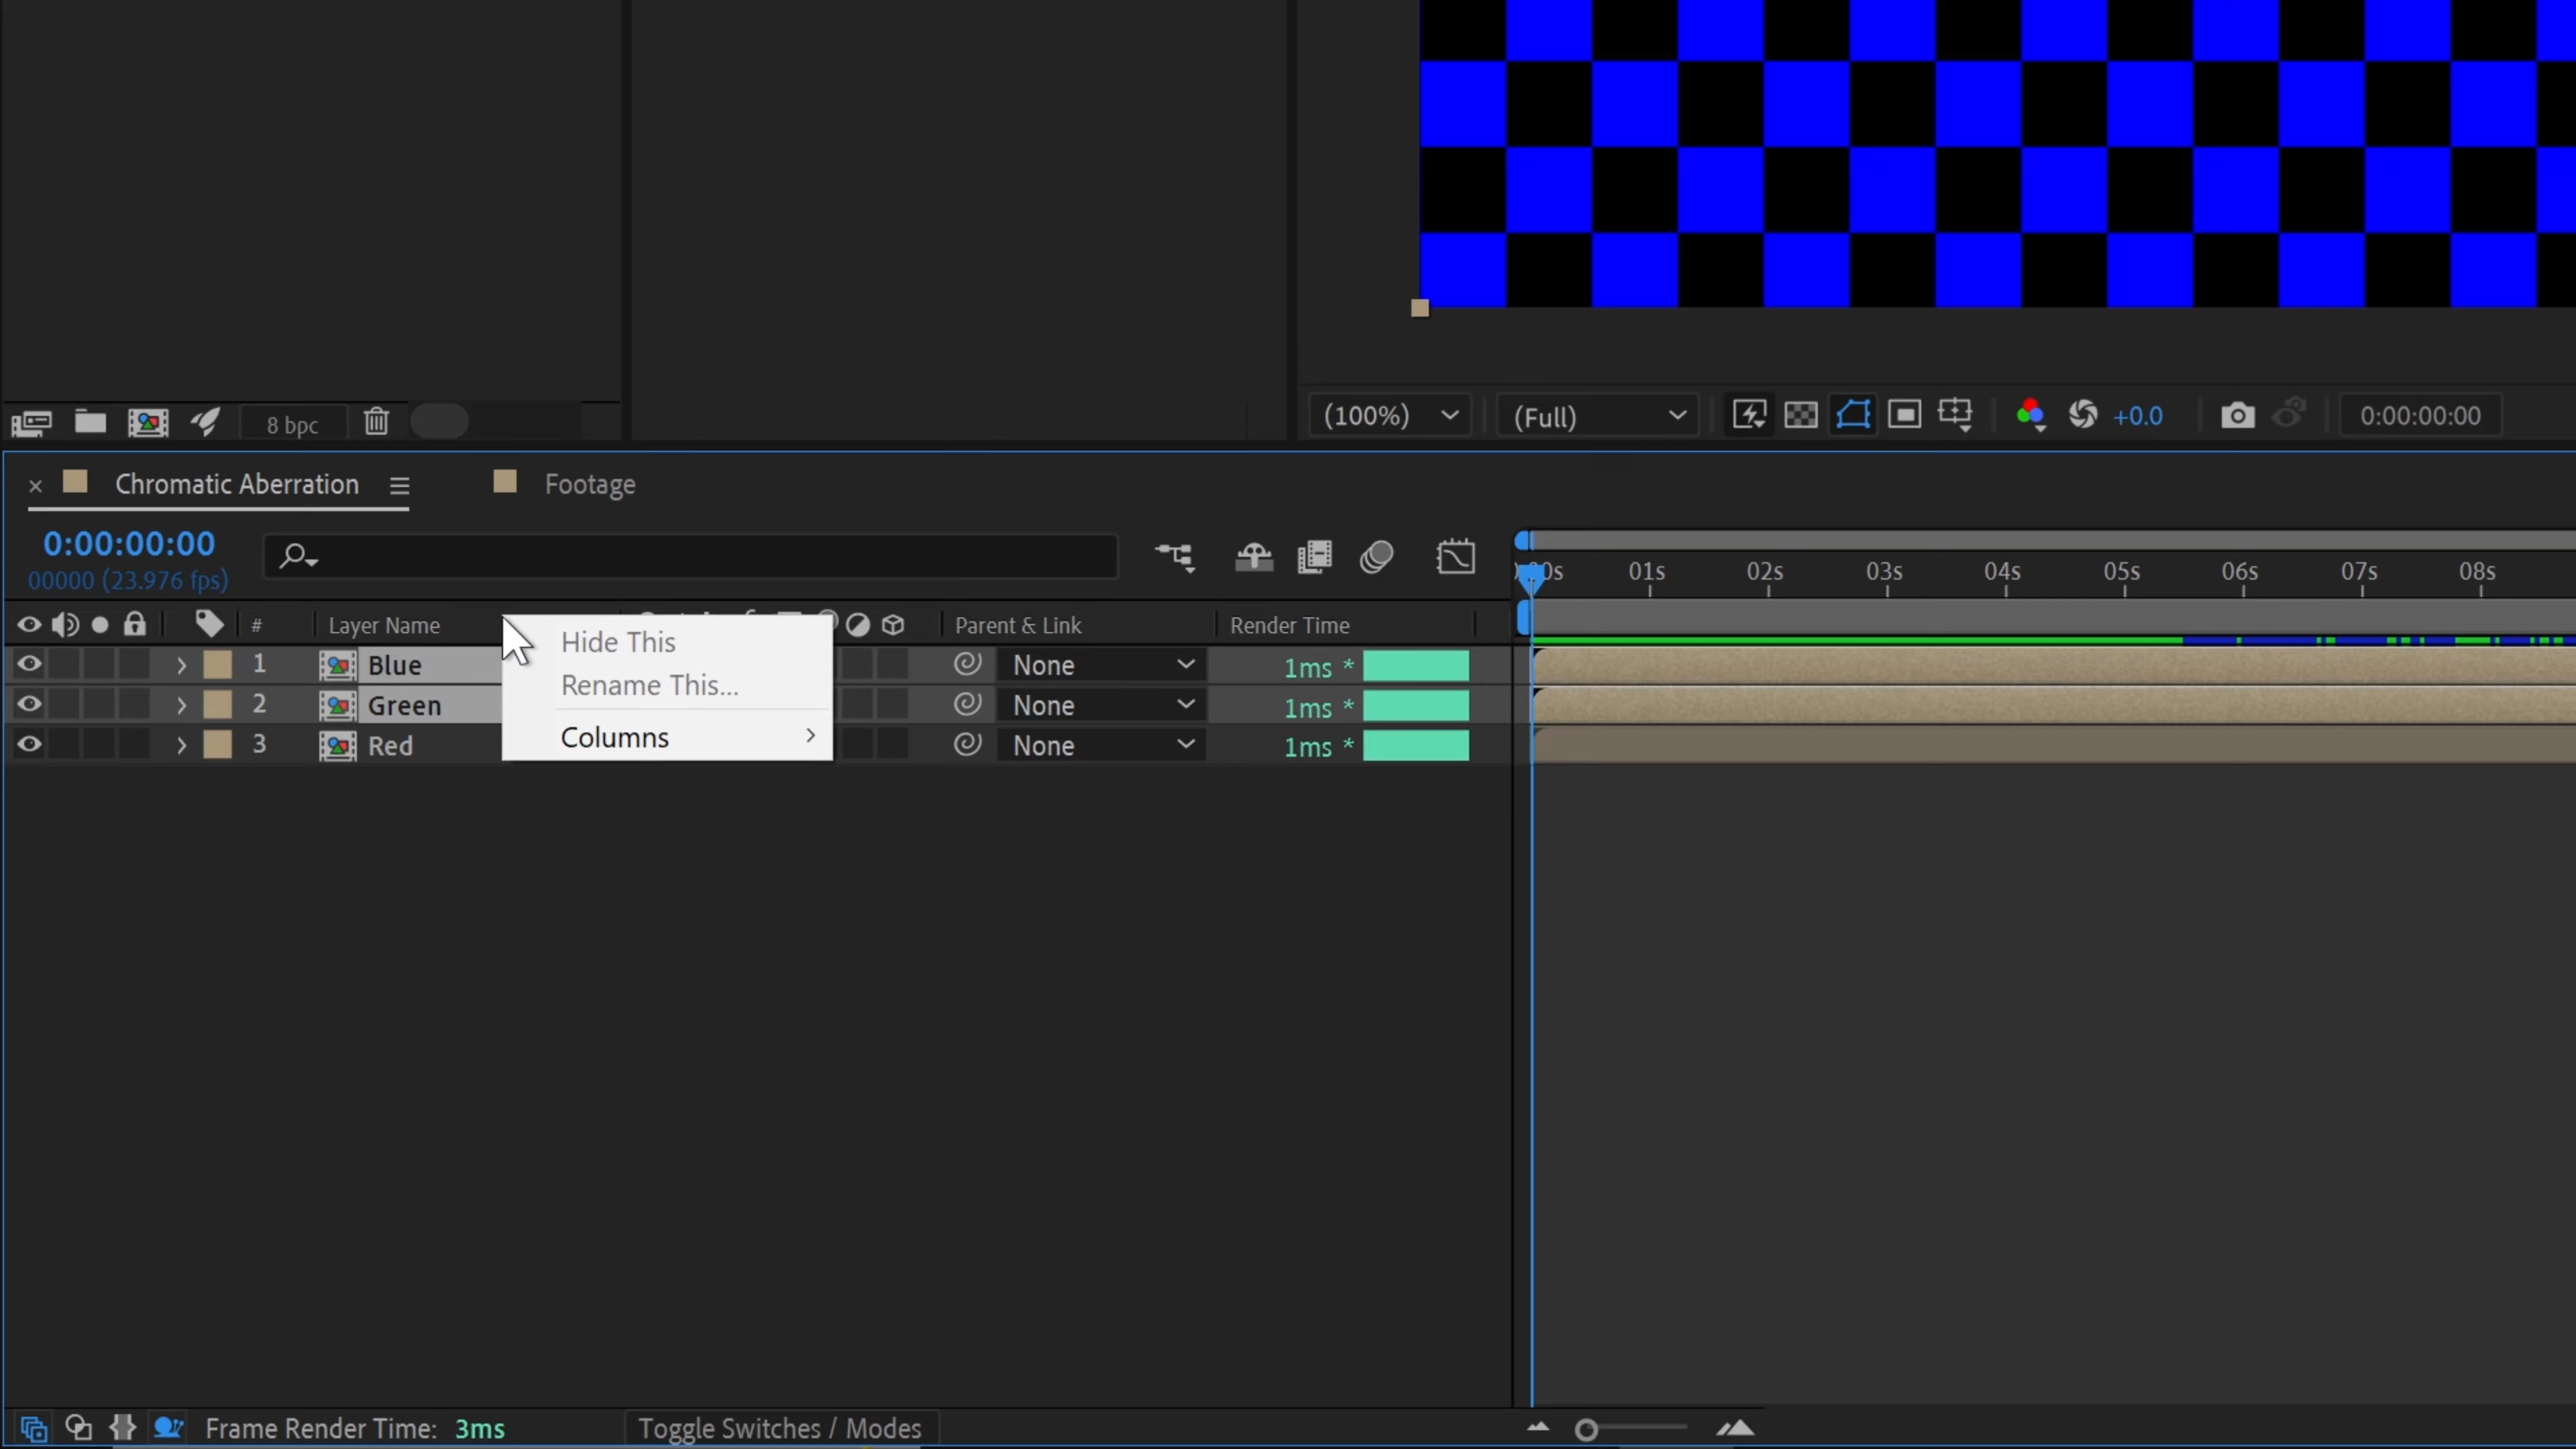 8 bpc
(100%) (Full) +0.0 0:00:00:00
Chromatic Aberration Footage
0:00:00:00
00000 (23.976 fps)
01s 02s 03s 04s 05s 06s 07s 08s
# Layer Name Parent & Link Render Time
Hide This
Rename This...
Columns
1 Blue None 1ms *
2 Green None 1ms *
3 Red None 1ms *
Frame Render Time: 3ms Toggle Switches / Modes